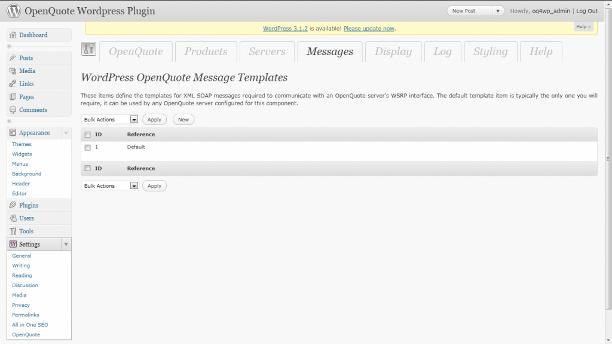 OpenQuote Wordpress Plugin
New Post
Howdy, oq4wp_admin | Log Out
WordPress 3.1.2 is available! Please update now.
Help
Dashboard
Posts
Media
Links
Pages
Comments
Appearance
Themes
Widgets
Menus
Background
Header
Editor
Plugins
Users
Tools
Settings
General
Writing
Reading
Discussion
Media
Privacy
Permalinks
All in One SEO
OpenQuote
OpenQuote Products Servers Messages Display Log Styling Help
WordPress OpenQuote Message Templates
These items define the templates for XML SOAP messages required to communicate with an OpenQuote server's WSRP interface. The default template item is typically the only one you will
require, it can be used by any OpenQuote server configured for this component.
Bulk Actions Apply New
ID Reference
1 Default
ID Reference
Bulk Actions Apply